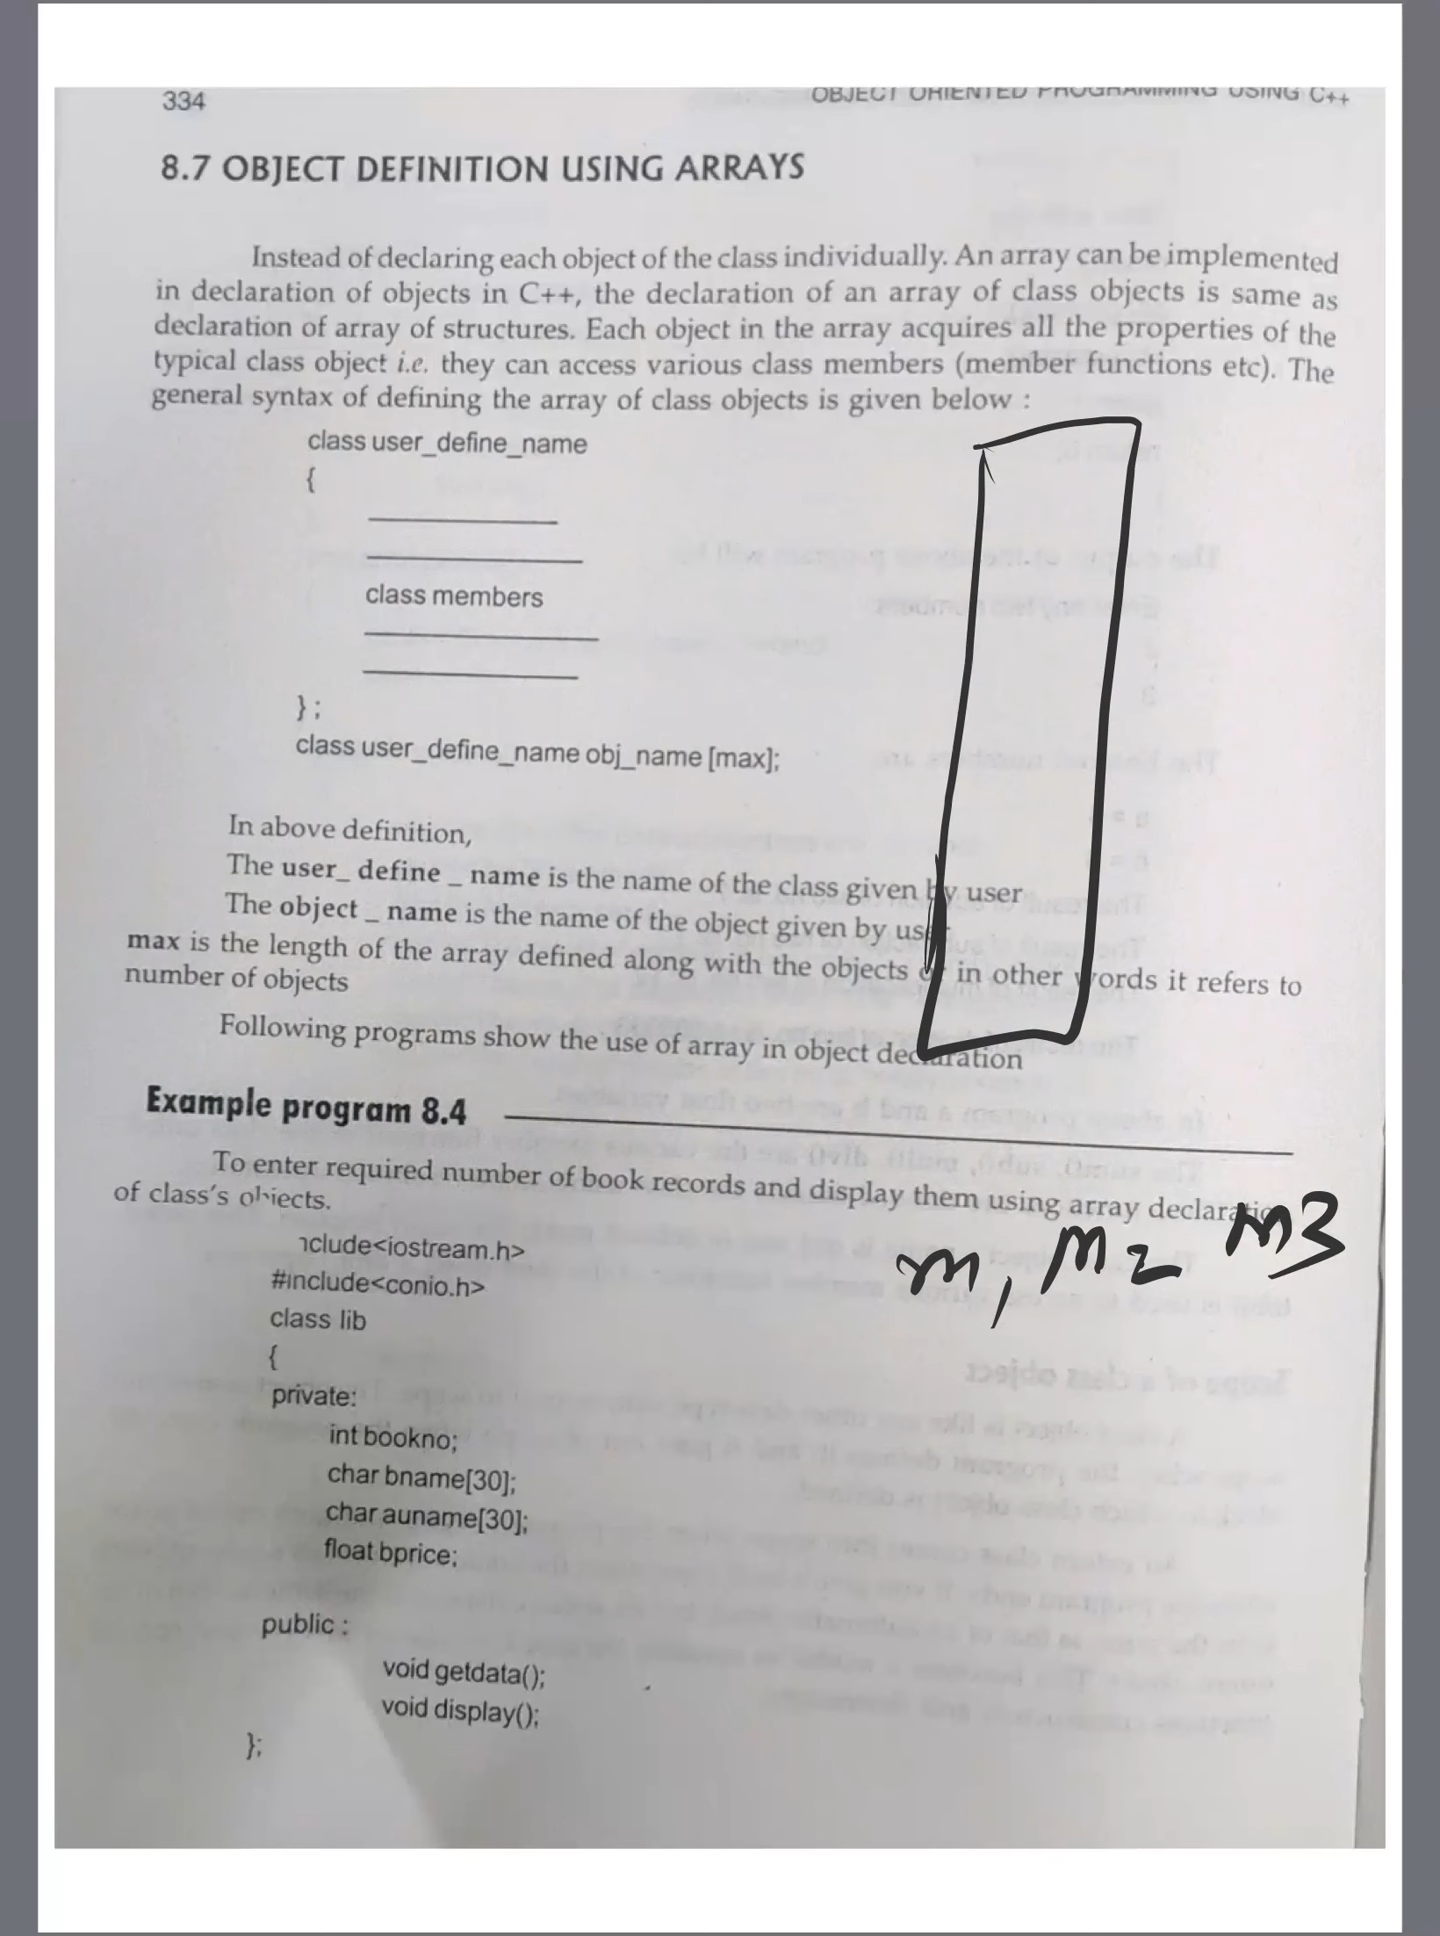 334
OBJECT ORIENTED PROGRAMMING USING C++
8.7 OBJECT DEFINITION USING ARRAYS
Instead of declaring each object of the class individually. An array can be implemented
in declaration of objects in C++, the declaration of an array of class objects is same as
declaration of array of structures. Each object in the array acquires all the properties of the
typical class object i.e. they can access various class members (member functions etc). The
general syntax of defining the array of class objects is given below :
class user_define_name
{
class members
} ;
class user_define_name obj_name [max];
In above definition,
The user_ define _ name is the name of the class given by user
The object _ name is the name of the object given by user
max is the length of the array defined along with the objects or in other words it refers to
number of objects
Following programs show the use of array in object declaration
Example program 8.4
To enter required number of book records and display them using array declaration
of class's objects.
m, m2 m3
nclude<iostream.h>
#include<conio.h>
class lib
{
private:
int bookno;
char bname[30];
char auname[30];
float bprice;
public :
void getdata();
void display();
};